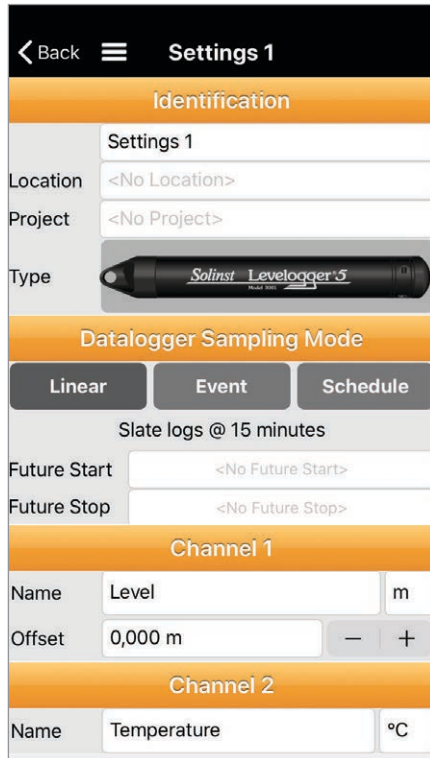 Back Settings 1
Identification
Settings 1
Location <No Location>
Project <No Project>
Type Solinst Levelogger 5
Datalogger Sampling Mode
Linear Event Schedule
Slate logs @ 15 minutes
Future Start <No Future Start>
Future Stop <No Future Stop>
Channel 1
Name Level m
Offset 0,000 m − +
Channel 2
Name Temperature °C